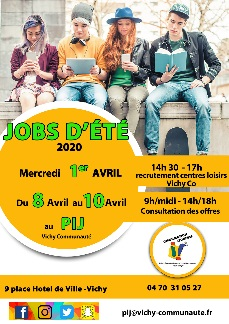 JOBS D'ÉTÉ
2020
Mercredi 1er AVRIL
14h 30 - 17h
recrutement centres loisirs
Vichy Co
Du 8 Avril au 10 Avril
au PIJ
Vichy Communauté
9h/midi - 14h/18h
Consultation des offres
9 place Hotel de Ville -Vichy
04 70 31 05 27
pij@vichy-communaute.fr